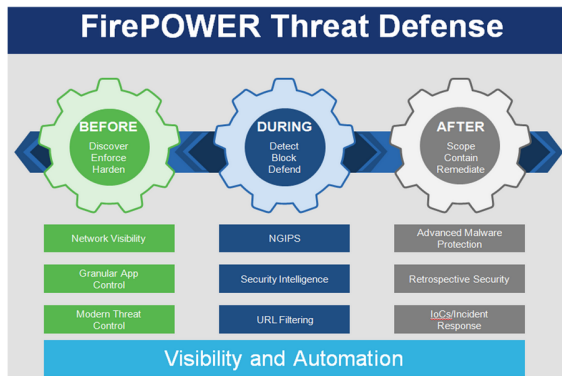 FirePOWER Threat Defense
BEFORE
Discover
Enforce
Harden
DURING
Detect
Block
Defend
AFTER
Scope
Contain
Remediate
Network Visibility
NGIPS
Advanced Malware
Protection
Granular App
Control
Security Intelligence
Retrospective Security
Modern Threat
Control
URL Filtering
IoCs/Incident
Response
Visibility and Automation